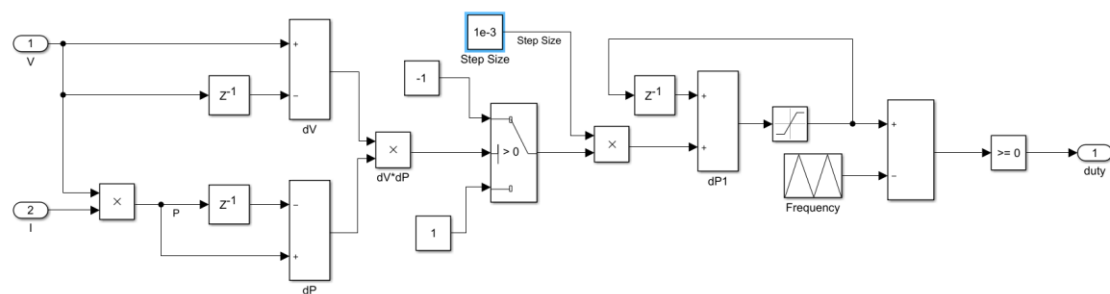 1
V
+
−
Z-1
dV
2
I
×
P
Z-1
−
+
dP
×
dV*dP
-1
> 0
1
1e-3
Step Size
Step Size
×
Z-1
+
+
dP1
Frequency
+
−
>= 0
1
duty